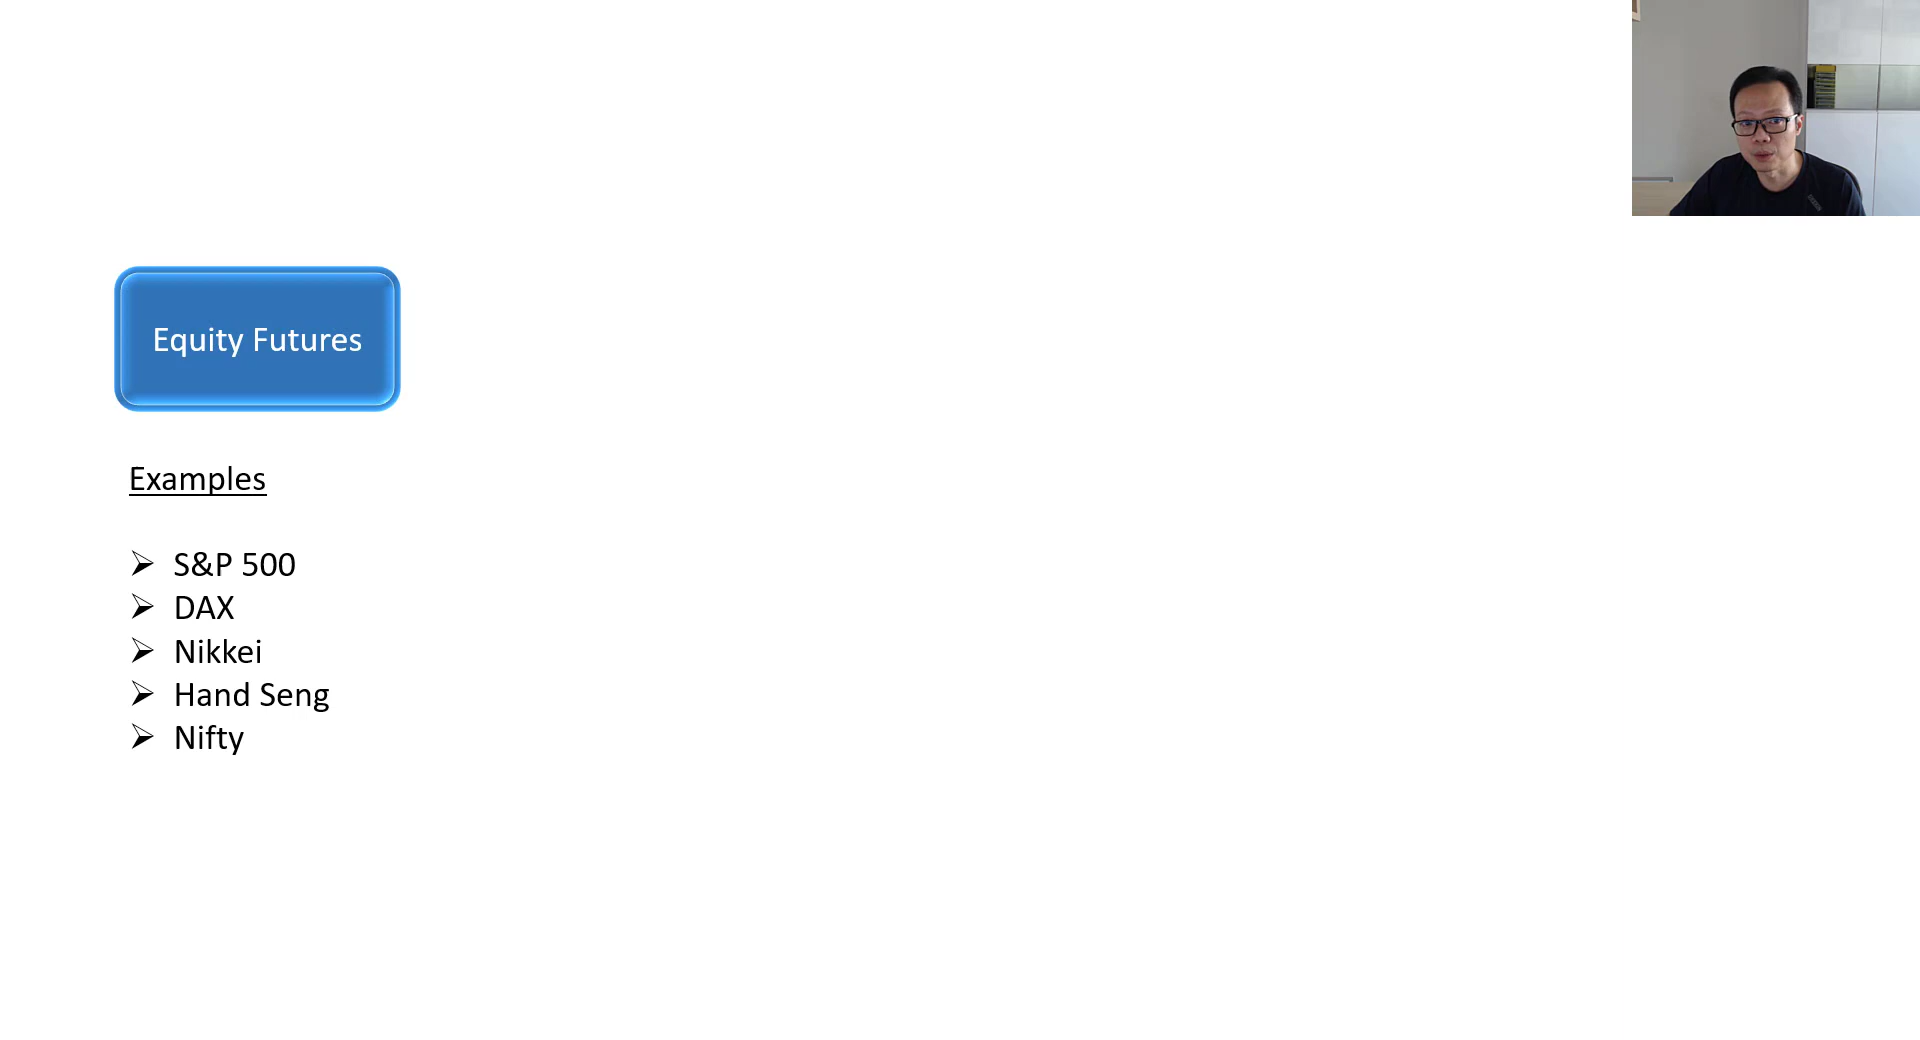 Equity Futures
Examples
➢ S&P 500
➢ DAX
➢ Nikkei
➢ Hand Seng
➢ Nifty